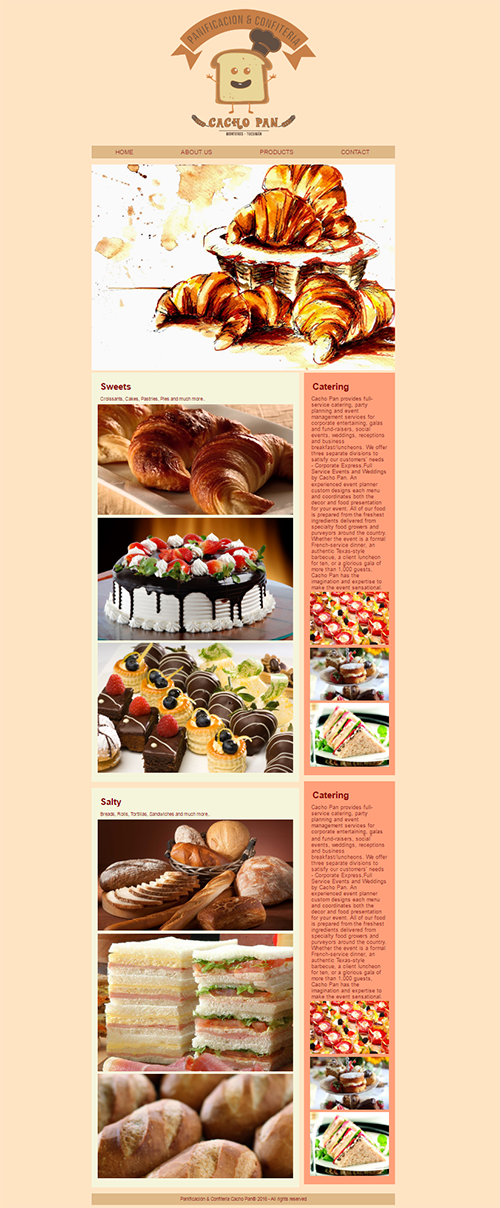 PANIFICACIÓN & CONFITERÍA
CACHO PAN
MONTEROS - TUCUMÁN
HOME ABOUT US PRODUCTS CONTACT
Sweets
Croissants, Cakes, Pastries, Pies and much more..
Catering
Cacho Pan provides full-
service catering, party
planning and event
management services for
corporate entertaining, galas
and fund-raisers, social
events, weddings, receptions
and business
breakfast/luncheons. We offer
three separate divisions to
satisfy our customers' needs
- Corporate Express,Full
Service Events and Weddings
by Cacho Pan. An
experienced event planner
custom designs each menu
and coordinates both the
decor and food presentation
for your event. All of our food
is prepared from the freshest
ingredients delivered from
specialty food growers and
purveyors around the country.
Whether the event is a formal
French-service dinner, an
authentic Texas-style
barbecue, a client luncheon
for ten, or a glorious gala of
more than 1,000 guests,
Cacho Pan has the
imagination and expertise to
make the event sensational.
Salty
Breads, Rolls, Tortillas, Sandwiches and much more..
Catering
Cacho Pan provides full-
service catering, party
planning and event
management services for
corporate entertaining, galas
and fund-raisers, social
events, weddings, receptions
and business
breakfast/luncheons. We offer
three separate divisions to
satisfy our customers' needs
- Corporate Express,Full
Service Events and Weddings
by Cacho Pan. An
experienced event planner
custom designs each menu
and coordinates both the
decor and food presentation
for your event. All of our food
is prepared from the freshest
ingredients delivered from
specialty food growers and
purveyors around the country.
Whether the event is a formal
French-service dinner, an
authentic Texas-style
barbecue, a client luncheon
for ten, or a glorious gala of
more than 1,000 guests,
Cacho Pan has the
imagination and expertise to
make the event sensational.
Panificación & Confitería Cacho Pan© 2016 - All rights reserved